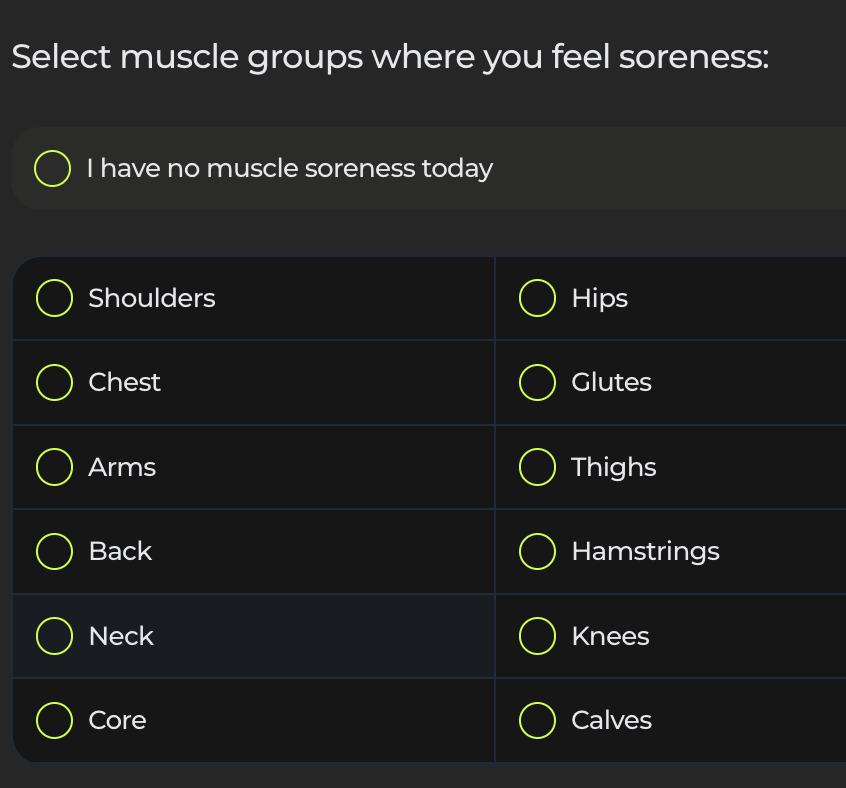 Select muscle groups where you feel soreness:
I have no muscle soreness today
Shoulders
Hips
Chest
Glutes
Arms
Thighs
Back
Hamstrings
Neck
Knees
Core
Calves